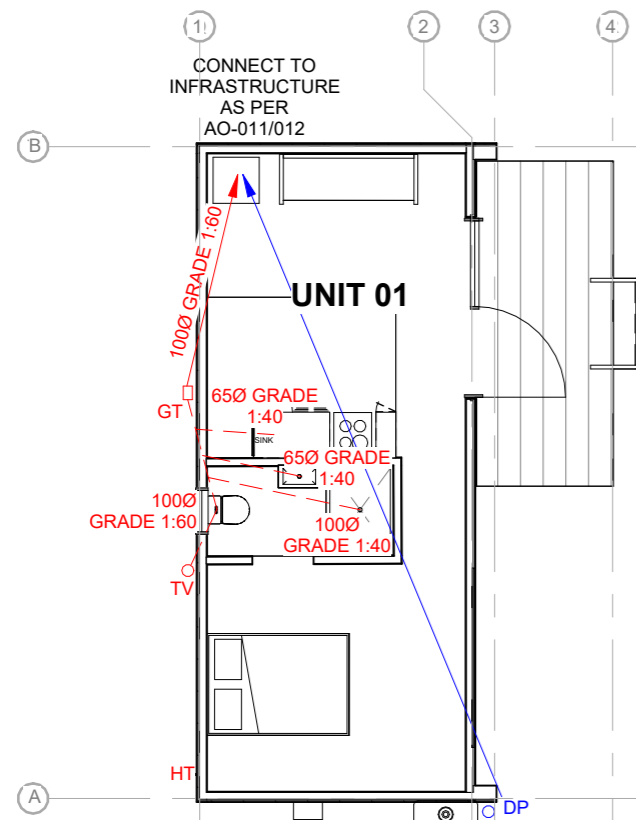 1
2
3
4
CONNECT TO
INFRASTRUCTURE
AS PER
AO-011/012
B
100Ø GRADE 1:60
UNIT 01
GT
65Ø GRADE
1:40
SINK
65Ø GRADE
1:40
100Ø
GRADE 1:60
100Ø
GRADE 1:40
TV
HT
A
DP